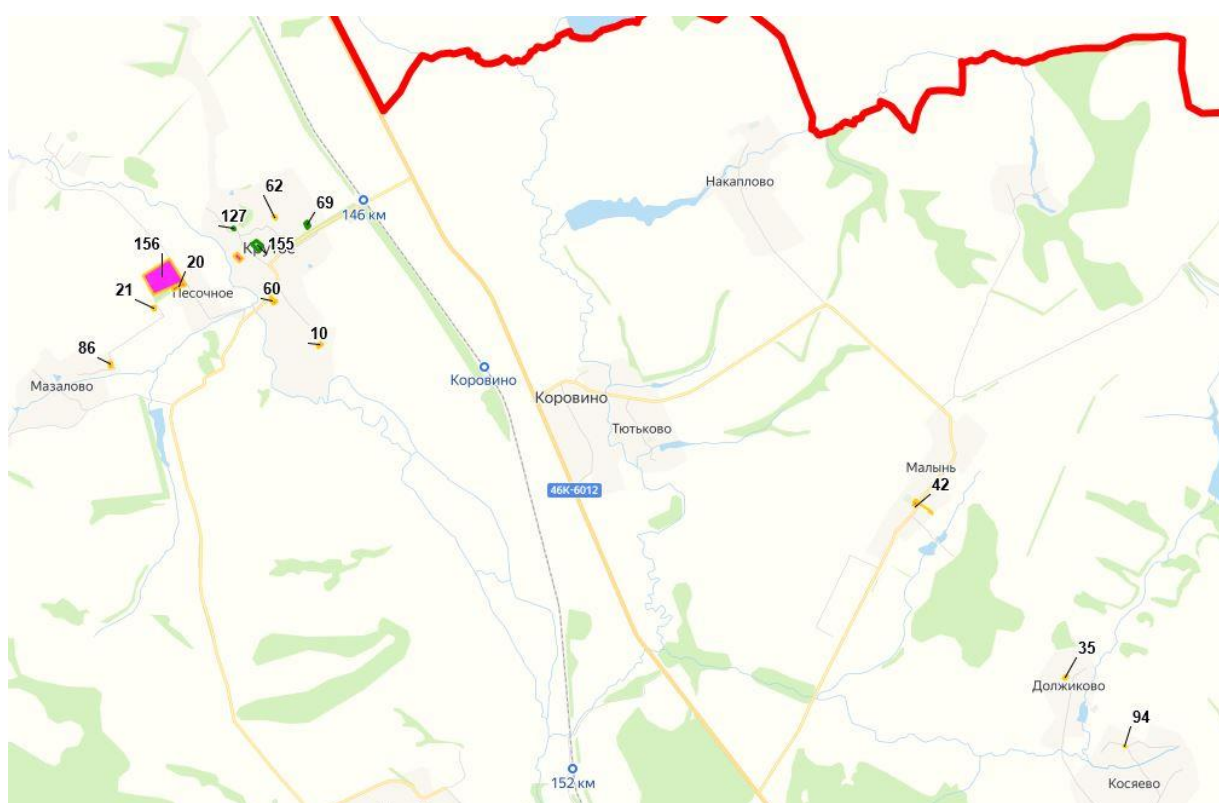 Накаплово
62
69
127
146 км
155
Крутое
156
20
Песочное
21
60
10
86
Мазалово
Коровино
Коровино
Тютьково
Малынь
46К-6012
42
35
Должиково
94
152 км
Косяево